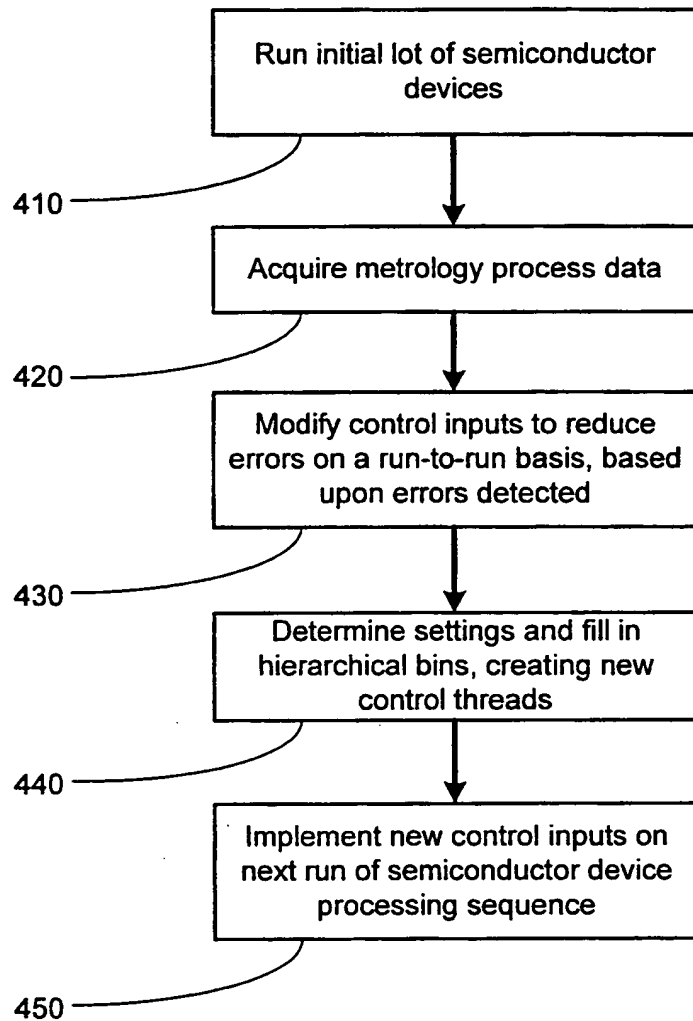 Run initial lot of semiconductor
devices
410
Acquire metrology process data
420
Modify control inputs to reduce
errors on a run-to-run basis, based
upon errors detected
430
Determine settings and fill in
hierarchical bins, creating new
control threads
440
Implement new control inputs on
next run of semiconductor device
processing sequence
450